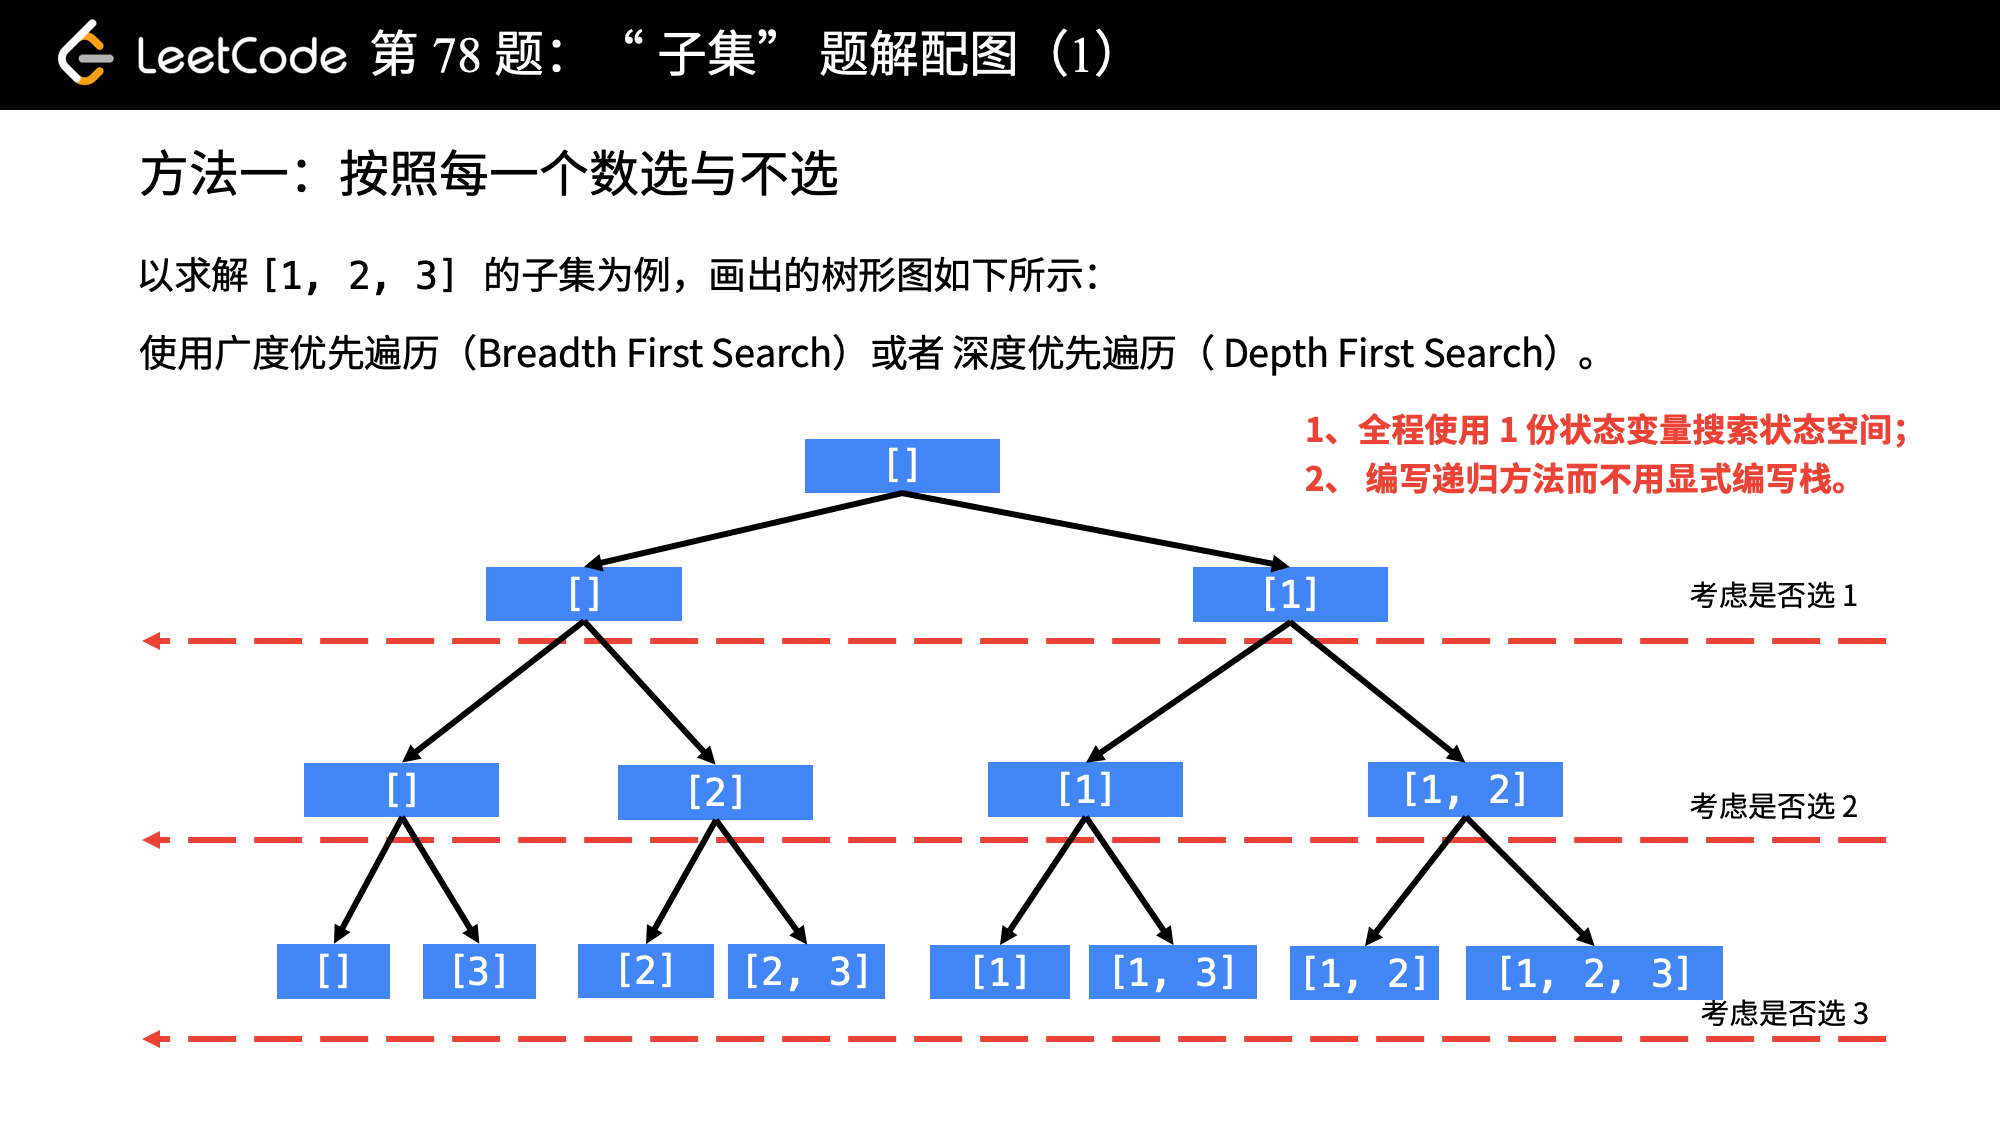 LeetCode 第 78 题：“子集” 题解配图（1）
方法一：按照每一个数选与不选
以求解 [1, 2, 3] 的子集为例，画出的树形图如下所示：
使用广度优先遍历（Breadth First Search）或者 深度优先遍历（ Depth First Search）。
1、全程使用 1 份状态变量搜索状态空间；
2、 编写递归方法而不用显式编写栈。
[]
[] [1]
考虑是否选 1
[] [2] [1] [1, 2]
考虑是否选 2
[] [3] [2] [2, 3] [1] [1, 3] [1, 2] [1, 2, 3]
考虑是否选 3